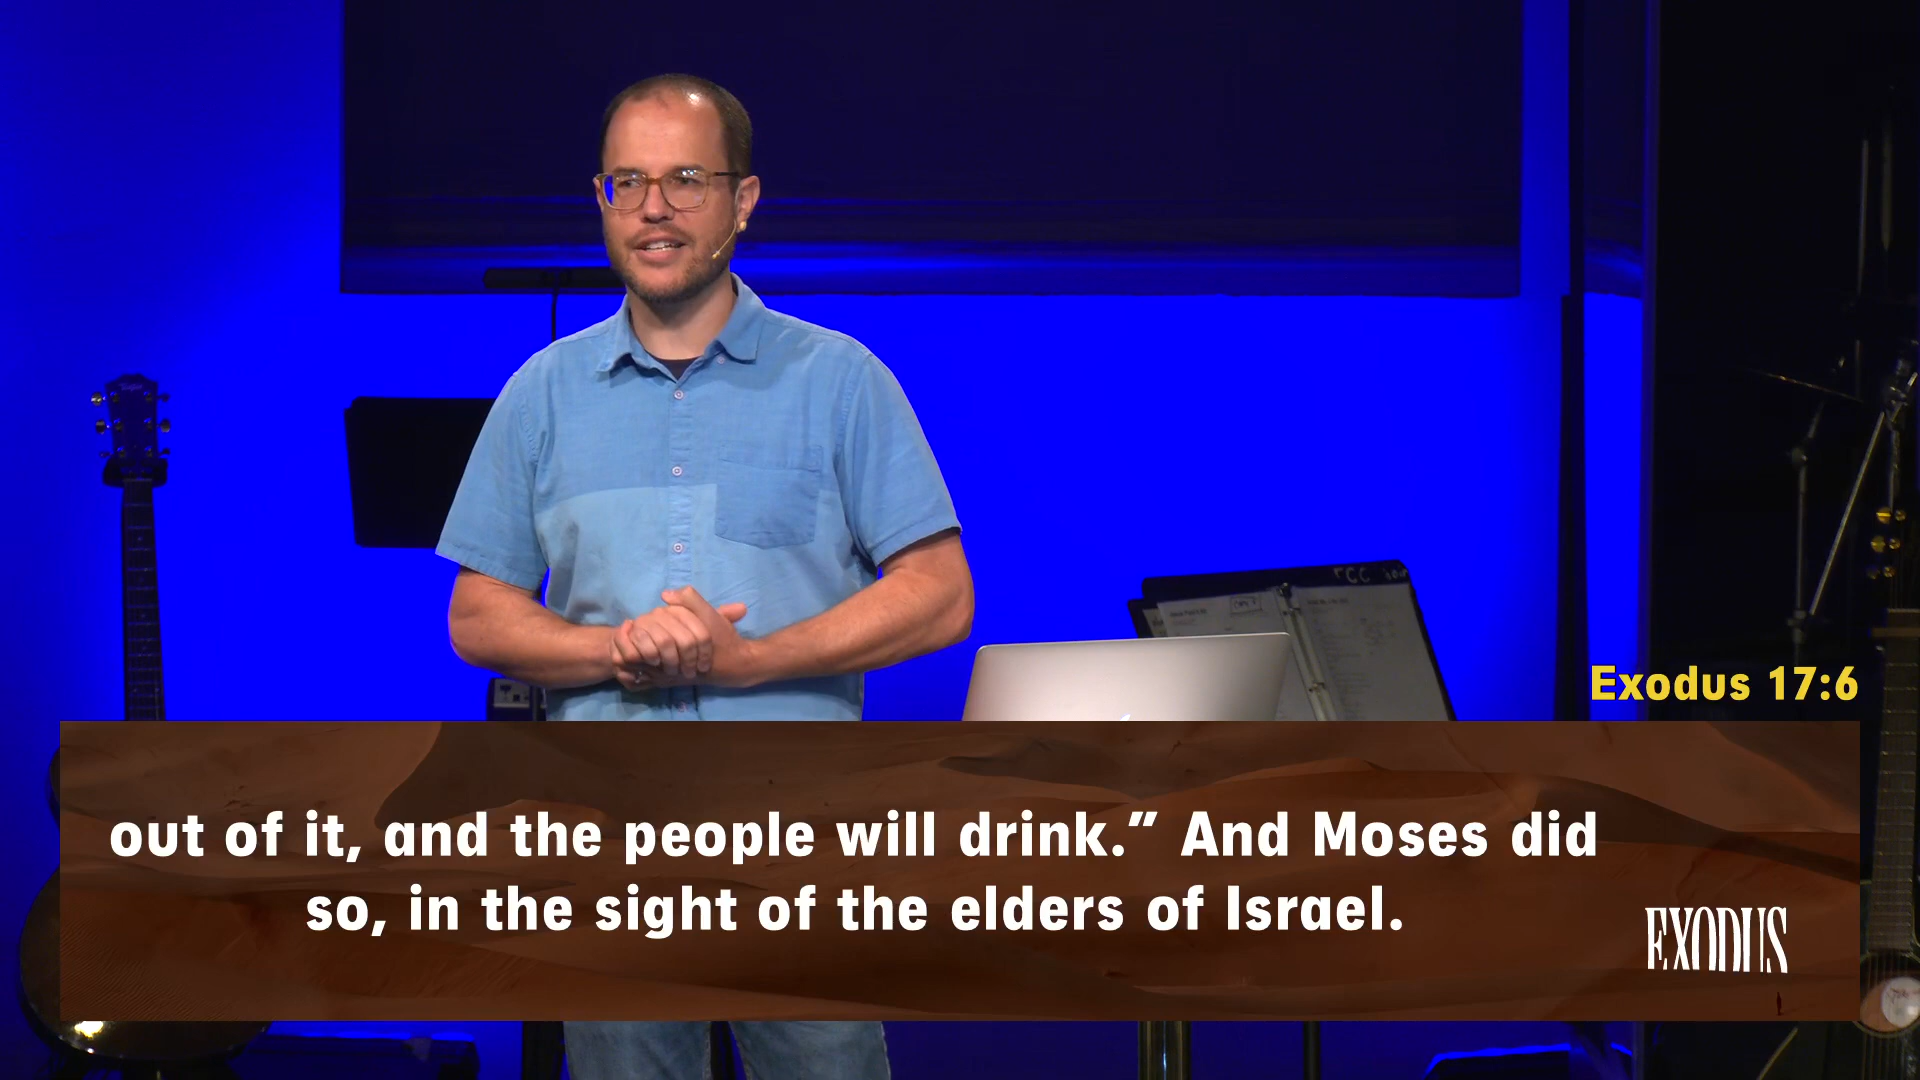 Exodus 17:6
out of it, and the people will drink.” And Moses did
so, in the sight of the elders of Israel.
EXODUS